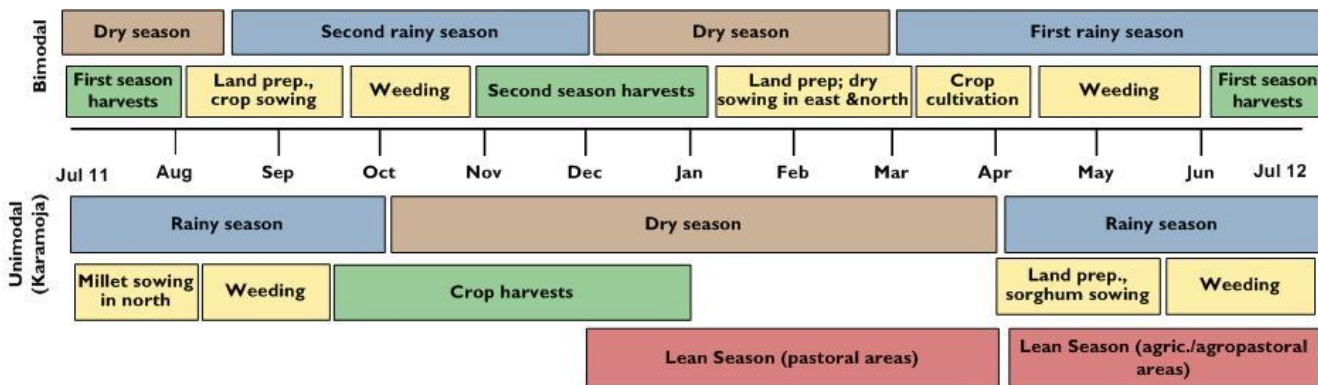 Bimodal
Dry season
Second rainy season
Dry season
First rainy season
First season
harvests
Land prep.,
crop sowing
Weeding
Second season harvests
Land prep; dry
sowing in east &north
Crop
cultivation
Weeding
First season
harvests
Jul 11 Aug Sep Oct Nov Dec Jan Feb Mar Apr May Jun Jul 12
Unimodal
(Karamoja)
Rainy season
Dry season
Rainy season
Millet sowing
in north
Weeding
Crop harvests
Land prep.,
sorghum sowing
Weeding
Lean Season (pastoral areas)
Lean Season (agric./agropastoral
areas)